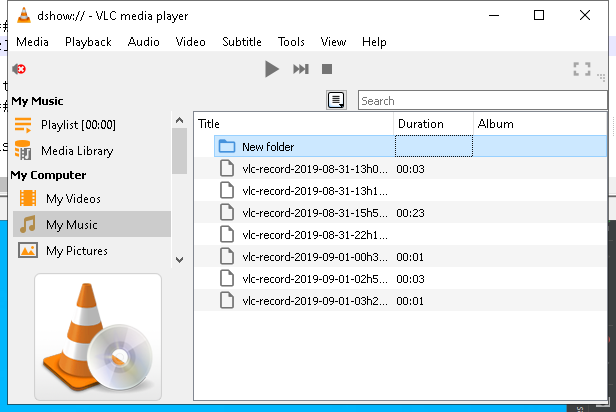 dshow:// - VLC media player
Media Playback Audio Video Subtitle Tools View Help
Search
My Music
Playlist [00:00]
Media Library
My Computer
My Videos
My Music
My Pictures
Title Duration Album
New folder
vlc-record-2019-08-31-13h0... 00:03
vlc-record-2019-08-31-13h1...
vlc-record-2019-08-31-15h5... 00:23
vlc-record-2019-08-31-22h1...
vlc-record-2019-09-01-00h3... 00:01
vlc-record-2019-09-01-02h5... 00:03
vlc-record-2019-09-01-03h2... 00:01